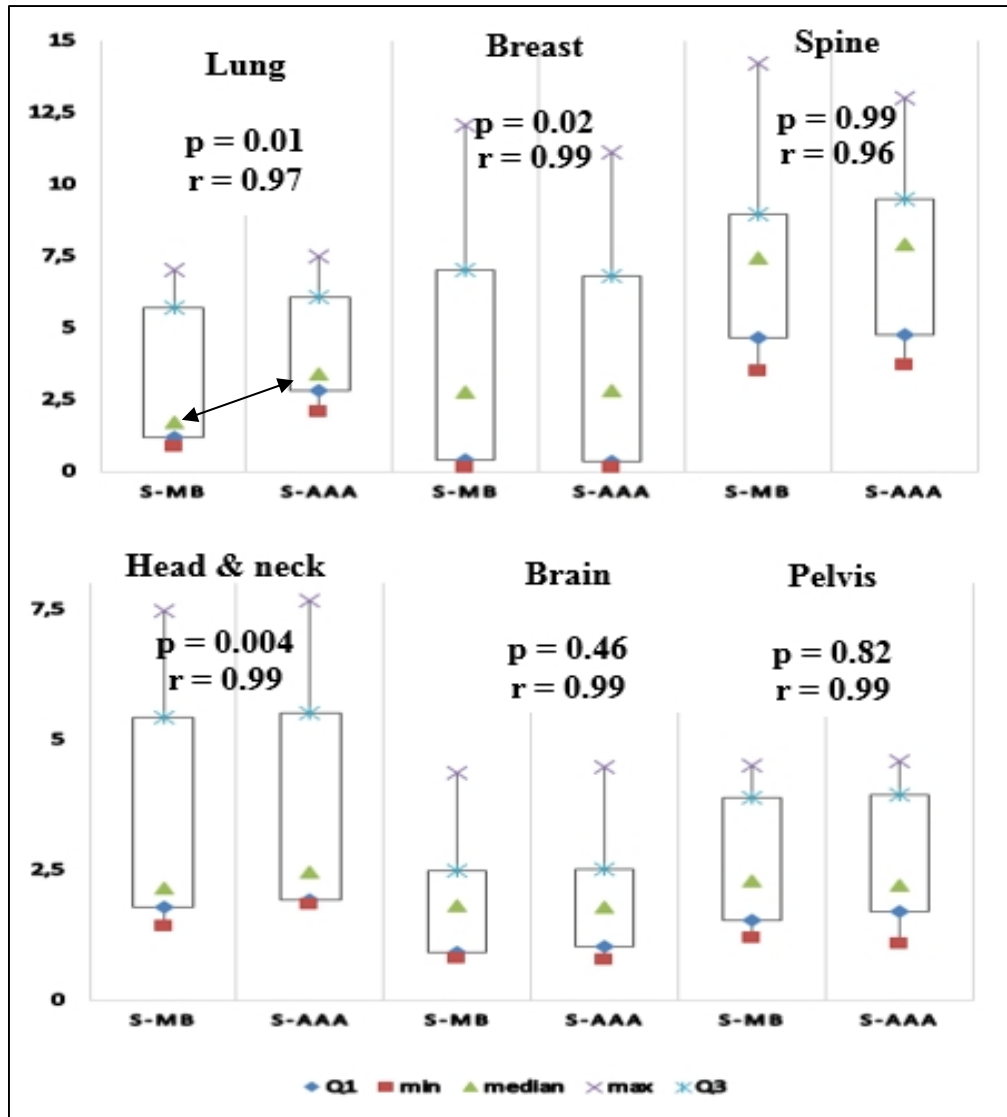 15
12,5
10
7,5
5
2,5
0
Lung
p = 0.01
r = 0.97
Breast
p = 0.02
r = 0.99
Spine
p = 0.99
r = 0.96
S-MB S-AAA S-MB S-AAA S-MB S-AAA
7,5
5
2,5
0
Head & neck
p = 0.004
r = 0.99
Brain
p = 0.46
r = 0.99
Pelvis
p = 0.82
r = 0.99
S-MB S-AAA S-MB S-AAA S-MB S-AAA
Q1 min median max Q3